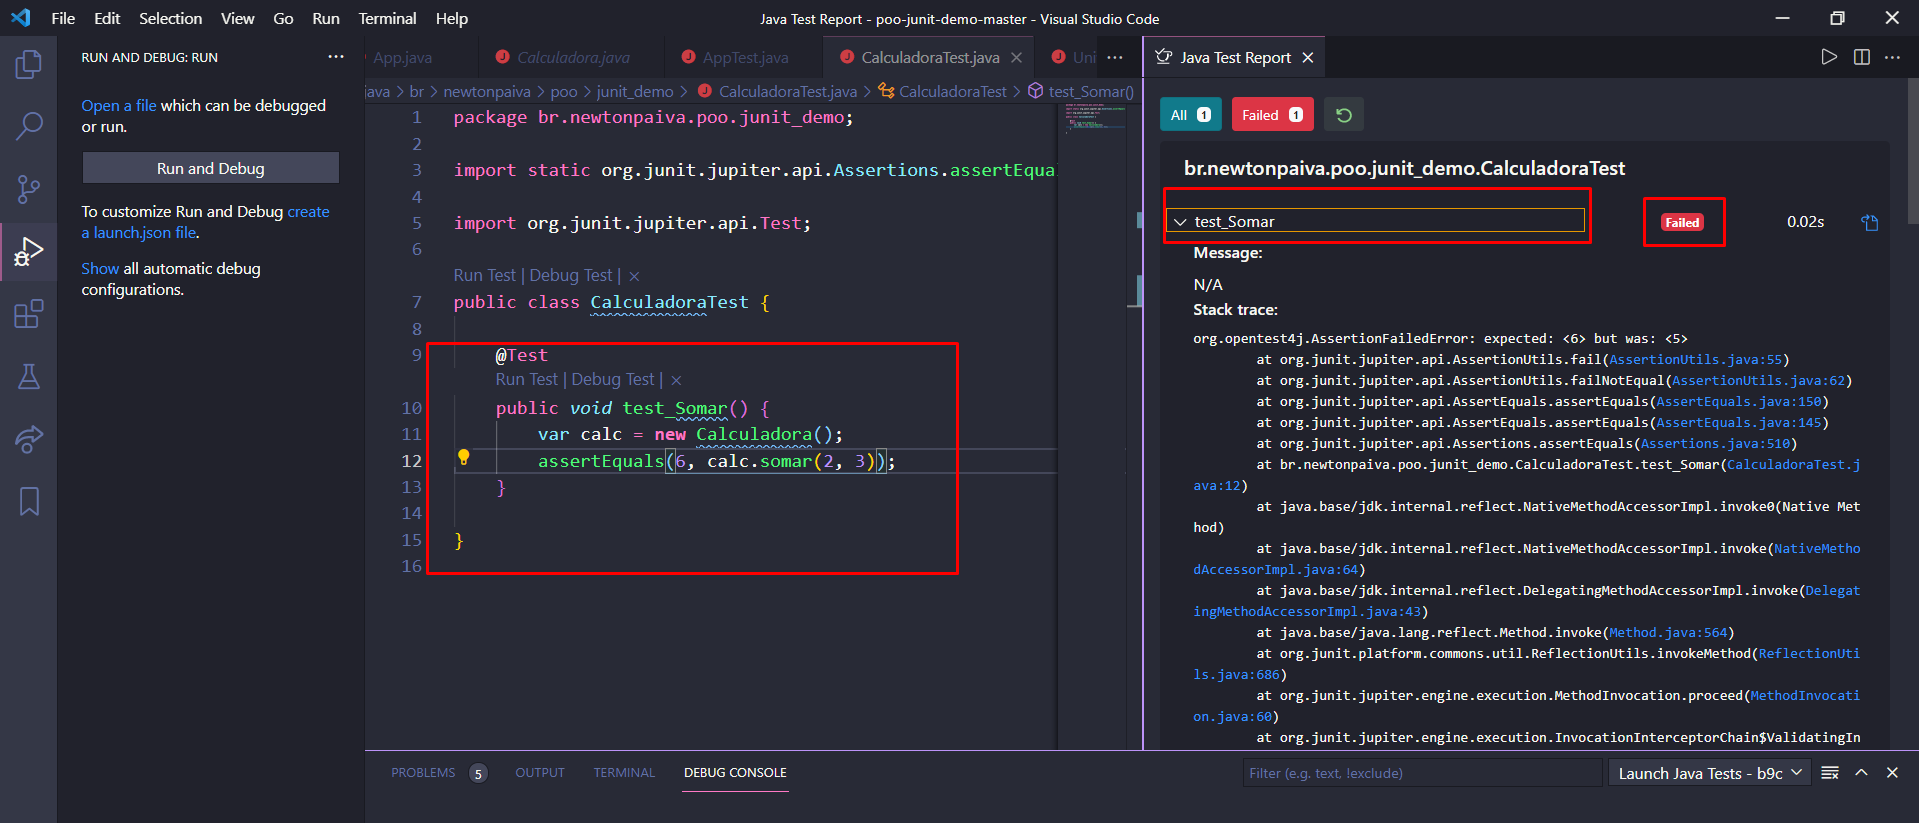 File Edit Selection View Go Run Terminal Help
Java Test Report - poo-junit-demo-master - Visual Studio Code
RUN AND DEBUG: RUN
Open a file which can be debugged
or run.
Run and Debug
To customize Run and Debug create
a launch.json file.
Show all automatic debug
configurations.
App.java
Calculadora.java
AppTest.java
CalculadoraTest.java
Uni
java > br > newtonpaiva > poo > junit_demo > CalculadoraTest.java > CalculadoraTest > test_Somar()
1 package br.newtonpaiva.poo.junit_demo;
2
3 import static org.junit.jupiter.api.Assertions.assertEqua
4
5 import org.junit.jupiter.api.Test;
6
Run Test | Debug Test |
7 public class CalculadoraTest {
8
9 @Test
Run Test | Debug Test |
10 public void test_Somar() {
11 var calc = new Calculadora();
12 assertEquals(6, calc.somar(2, 3));
13 }
14
15 }
16
Java Test Report
All 1
Failed 1
br.newtonpaiva.poo.junit_demo.CalculadoraTest
test_Somar
Failed
0.02s
Message:
N/A
Stack trace:
org.opentest4j.AssertionFailedError: expected: <6> but was: <5>
at org.junit.jupiter.api.AssertionUtils.fail(AssertionUtils.java:55)
at org.junit.jupiter.api.AssertionUtils.failNotEqual(AssertionUtils.java:62)
at org.junit.jupiter.api.AssertEquals.assertEquals(AssertEquals.java:150)
at org.junit.jupiter.api.AssertEquals.assertEquals(AssertEquals.java:145)
at org.junit.jupiter.api.Assertions.assertEquals(Assertions.java:510)
at br.newtonpaiva.poo.junit_demo.CalculadoraTest.test_Somar(CalculadoraTest.j
ava:12)
at java.base/jdk.internal.reflect.NativeMethodAccessorImpl.invoke0(Native Met
hod)
at java.base/jdk.internal.reflect.NativeMethodAccessorImpl.invoke(NativeMetho
dAccessorImpl.java:64)
at java.base/jdk.internal.reflect.DelegatingMethodAccessorImpl.invoke(Delegat
ingMethodAccessorImpl.java:43)
at java.base/java.lang.reflect.Method.invoke(Method.java:564)
at org.junit.platform.commons.util.ReflectionUtils.invokeMethod(ReflectionUti
ls.java:686)
at org.junit.jupiter.engine.execution.MethodInvocation.proceed(MethodInvocati
on.java:60)
at org.junit.jupiter.engine.execution.InvocationInterceptorChain$ValidatingIn
PROBLEMS 5 OUTPUT TERMINAL DEBUG CONSOLE
Filter (e.g. text, !exclude)
Launch Java Tests - b9c